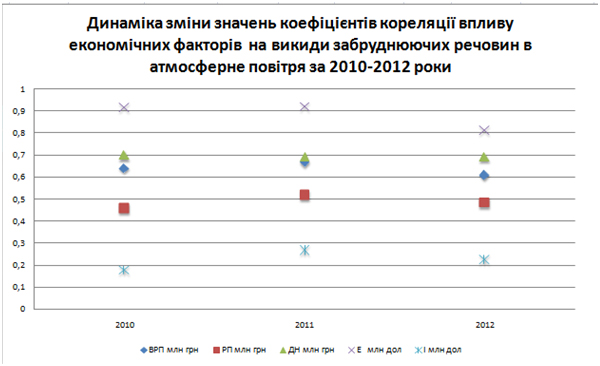 Динаміка зміни значень коефіцієнтів кореляції впливу
економічних факторів на викиди забруднюючих речовин в
атмосферне повітря за 2010-2012 роки
1
0,9
0,8
0,7
0,6
0,5
0,4
0,3
0,2
0,1
0
2010 2011 2012
ВРП млн грн РП млн грн ДН млн грн Е млн дол І млн дол